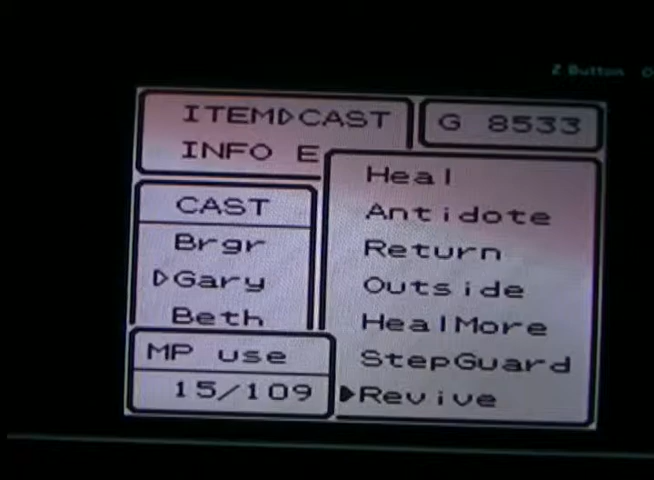 Z Button
ITEM▷CAST
G 8533
INFO E
CAST
Brgr
▷Gary
Beth
MP use
15/109
Heal
Antidote
Return
Outside
HealMore
StepGuard
▶Revive